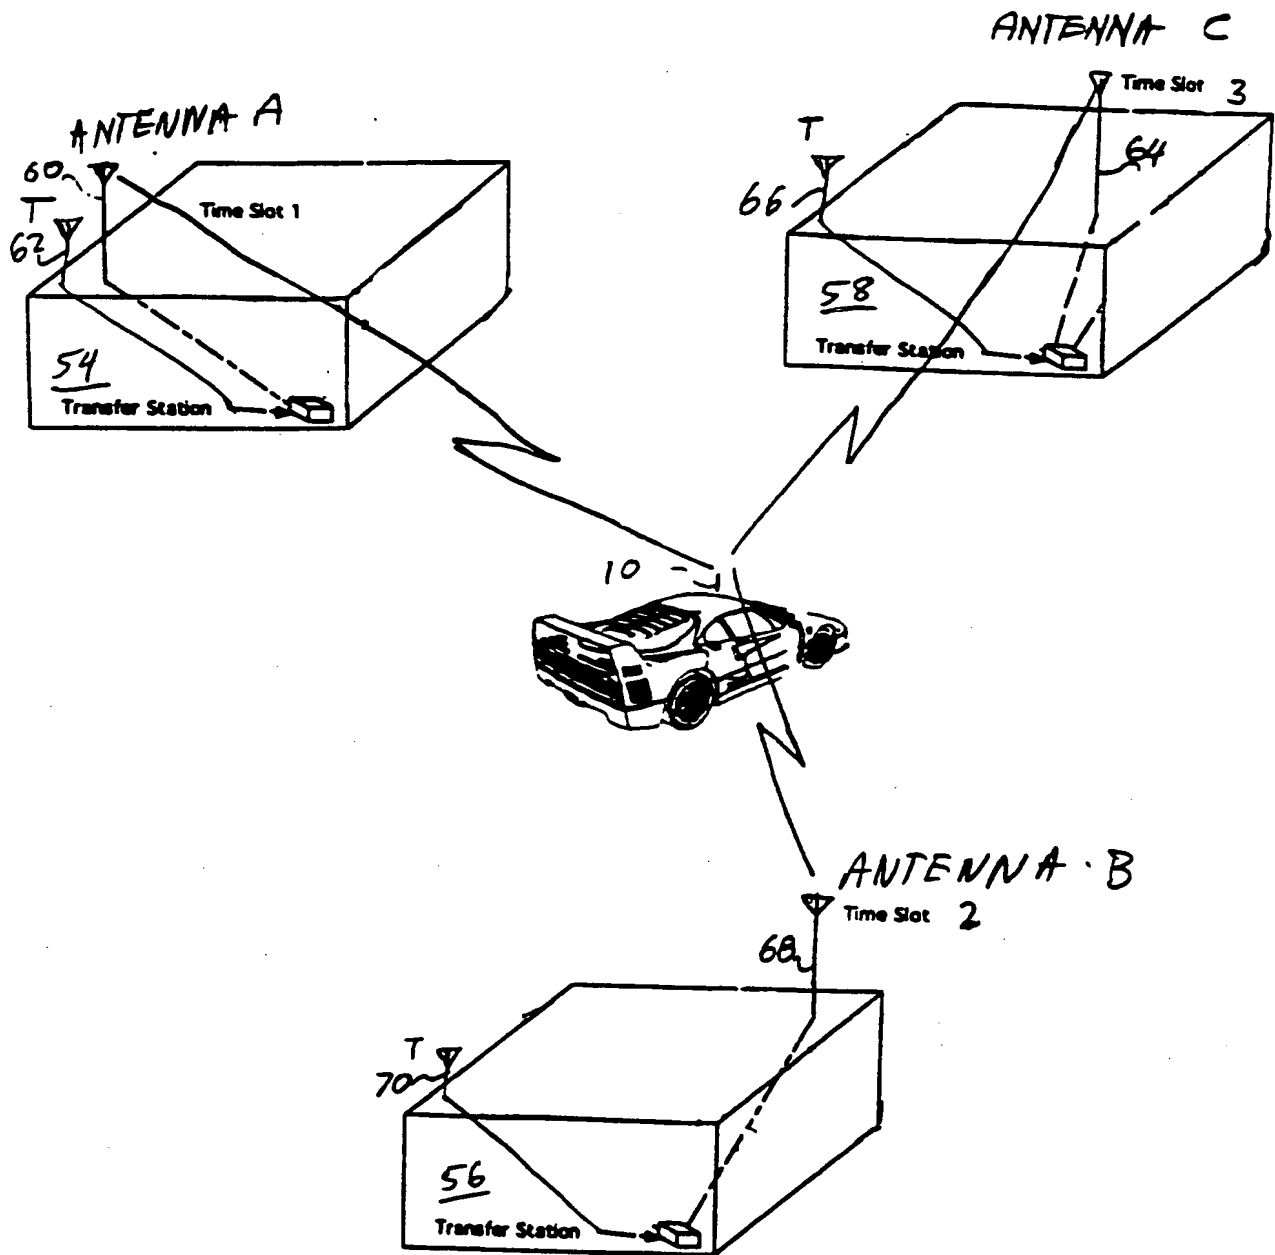 ANTENNA C
Time Slot 3
ANTENNA A
60
T
62
Time Slot 1
54
Transfer Station
T
66
64
58
Transfer Station
10
ANTENNA B
Time Slot 2
68
T
70
56
Transfer Station